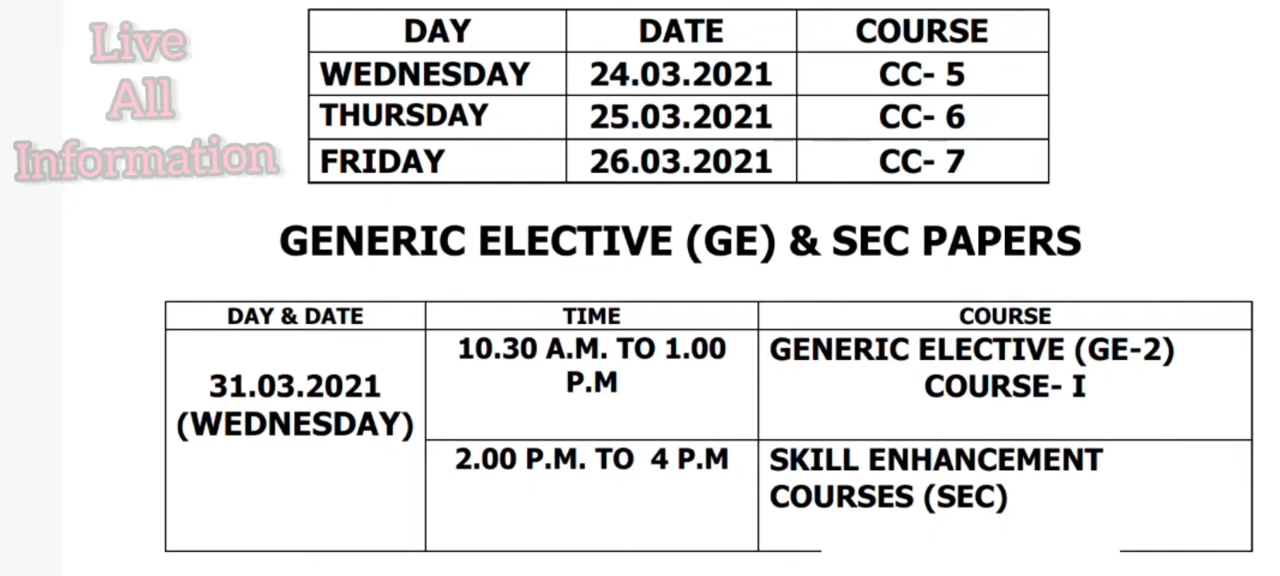 Live
All
Information
DAY DATE COURSE
WEDNESDAY 24.03.2021 CC- 5
THURSDAY 25.03.2021 CC- 6
FRIDAY 26.03.2021 CC- 7
GENERIC ELECTIVE (GE) & SEC PAPERS
DAY & DATE TIME COURSE
31.03.2021
(WEDNESDAY)
10.30 A.M. TO 1.00
P.M
GENERIC ELECTIVE (GE-2)
COURSE- I
2.00 P.M. TO 4 P.M
SKILL ENHANCEMENT
COURSES (SEC)